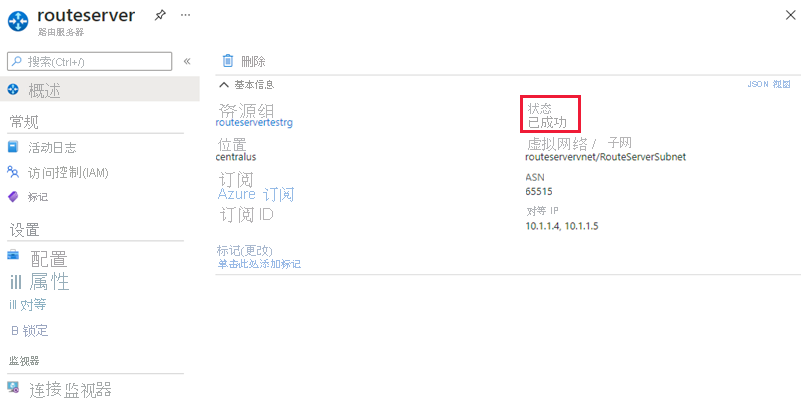 routeserver
路由服务器
搜索(Ctrl+/)
概述
常规
活动日志
访问控制(IAM)
标记
设置
配置
ill 属性
ill 对等
B 锁定
监视器
连接监视器
删除
基本信息
JSON 视图
资源组
routeservertestrg
位置
centralus
订阅
Azure 订阅
订阅 ID
标记(更改)
单击此处添加标记
状态
已成功
虚拟网络 / 子网
routeservervnet/RouteServerSubnet
ASN
65515
对等 IP
10.1.1.4, 10.1.1.5